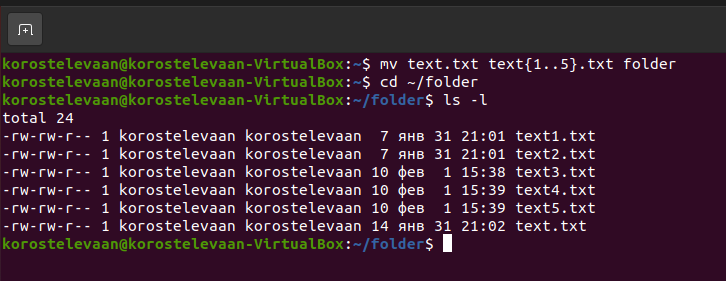 korostelevaan@korostelevaan-VirtualBox:~$ mv text.txt text{1..5}.txt folder
korostelevaan@korostelevaan-VirtualBox:~$ cd ~/folder
korostelevaan@korostelevaan-VirtualBox:~/folder$ ls -l
total 24
-rw-rw-r-- 1 korostelevaan korostelevaan  7 янв 31 21:01 text1.txt
-rw-rw-r-- 1 korostelevaan korostelevaan  7 янв 31 21:01 text2.txt
-rw-rw-r-- 1 korostelevaan korostelevaan 10 фев  1 15:38 text3.txt
-rw-rw-r-- 1 korostelevaan korostelevaan 10 фев  1 15:39 text4.txt
-rw-rw-r-- 1 korostelevaan korostelevaan 10 фев  1 15:39 text5.txt
-rw-rw-r-- 1 korostelevaan korostelevaan 14 янв 31 21:02 text.txt
korostelevaan@korostelevaan-VirtualBox:~/folder$